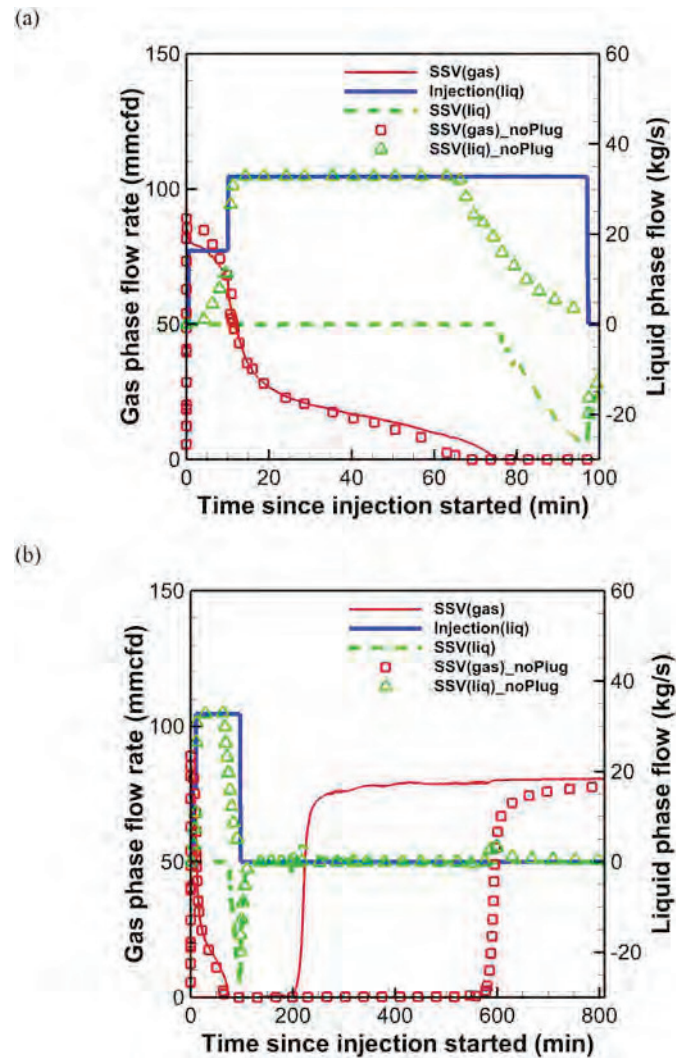 (a)
150
100
50
0
Gas phase flow rate (mmcfd)
60
40
20
0
-20
Liquid phase flow (kg/s)
SSV(gas)
Injection(liq)
SSV(liq)
SSV(gas)_noPlug
SSV(liq)_noPlug
0 20 40 60 80 100
Time since injection started (min)
(b)
150
100
50
0
Gas phase flow rate (mmcfd)
60
40
20
0
-20
Liquid phase flow (kg/s)
SSV(gas)
Injection(liq)
SSV(liq)
SSV(gas)_noPlug
SSV(liq)_noPlug
0 200 400 600 800
Time since injection started (min)